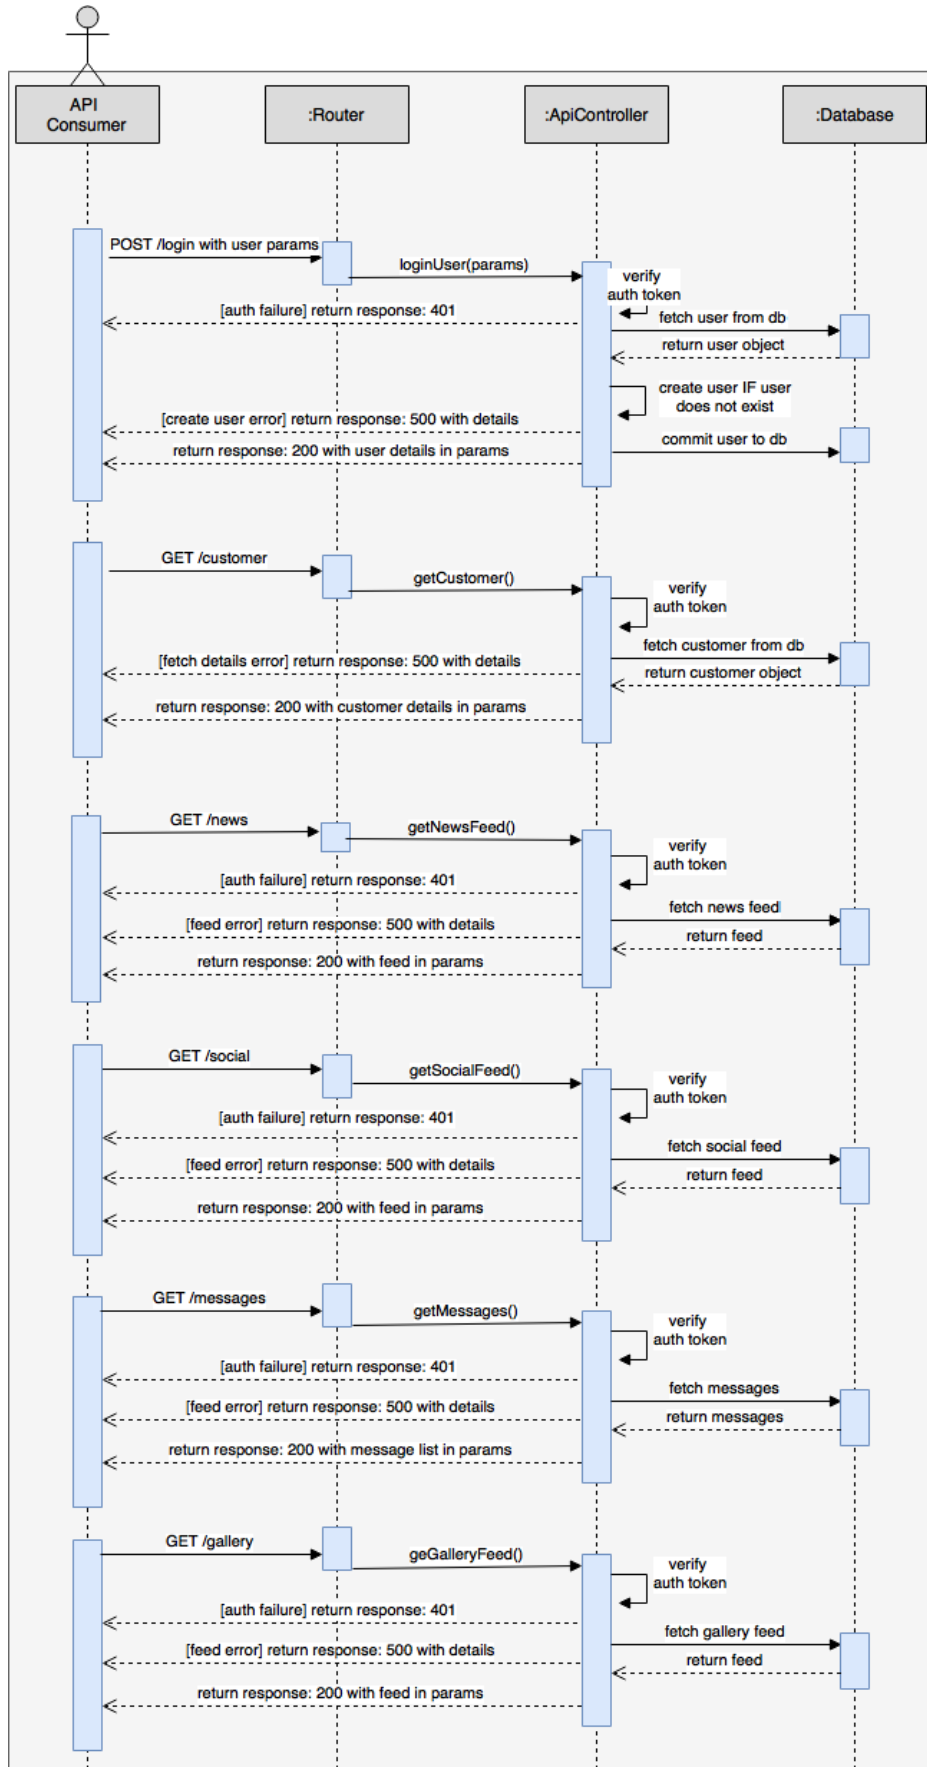 API
Consumer
:Router
:ApiController
:Database
POST /login with user params
loginUser(params)
verify
auth token
[auth failure] return response: 401
fetch user from db
return user object
create user IF user
does not exist
[create user error] return response: 500 with details
commit user to db
return response: 200 with user details in params
GET /customer
getCustomer()
verify
auth token
fetch customer from db
[fetch details error] return response: 500 with details
return customer object
return response: 200 with customer details in params
GET /news
getNewsFeed()
verify
auth token
[auth failure] return response: 401
fetch news feed
[feed error] return response: 500 with details
return feed
return response: 200 with feed in params
GET /social
getSocialFeed()
verify
auth token
[auth failure] return response: 401
fetch social feed
[feed error] return response: 500 with details
return feed
return response: 200 with feed in params
GET /messages
getMessages()
verify
auth token
[auth failure] return response: 401
fetch messages
[feed error] return response: 500 with details
return messages
return response: 200 with message list in params
GET /gallery
geGalleryFeed()
verify
auth token
[auth failure] return response: 401
fetch gallery feed
[feed error] return response: 500 with details
return feed
return response: 200 with feed in params